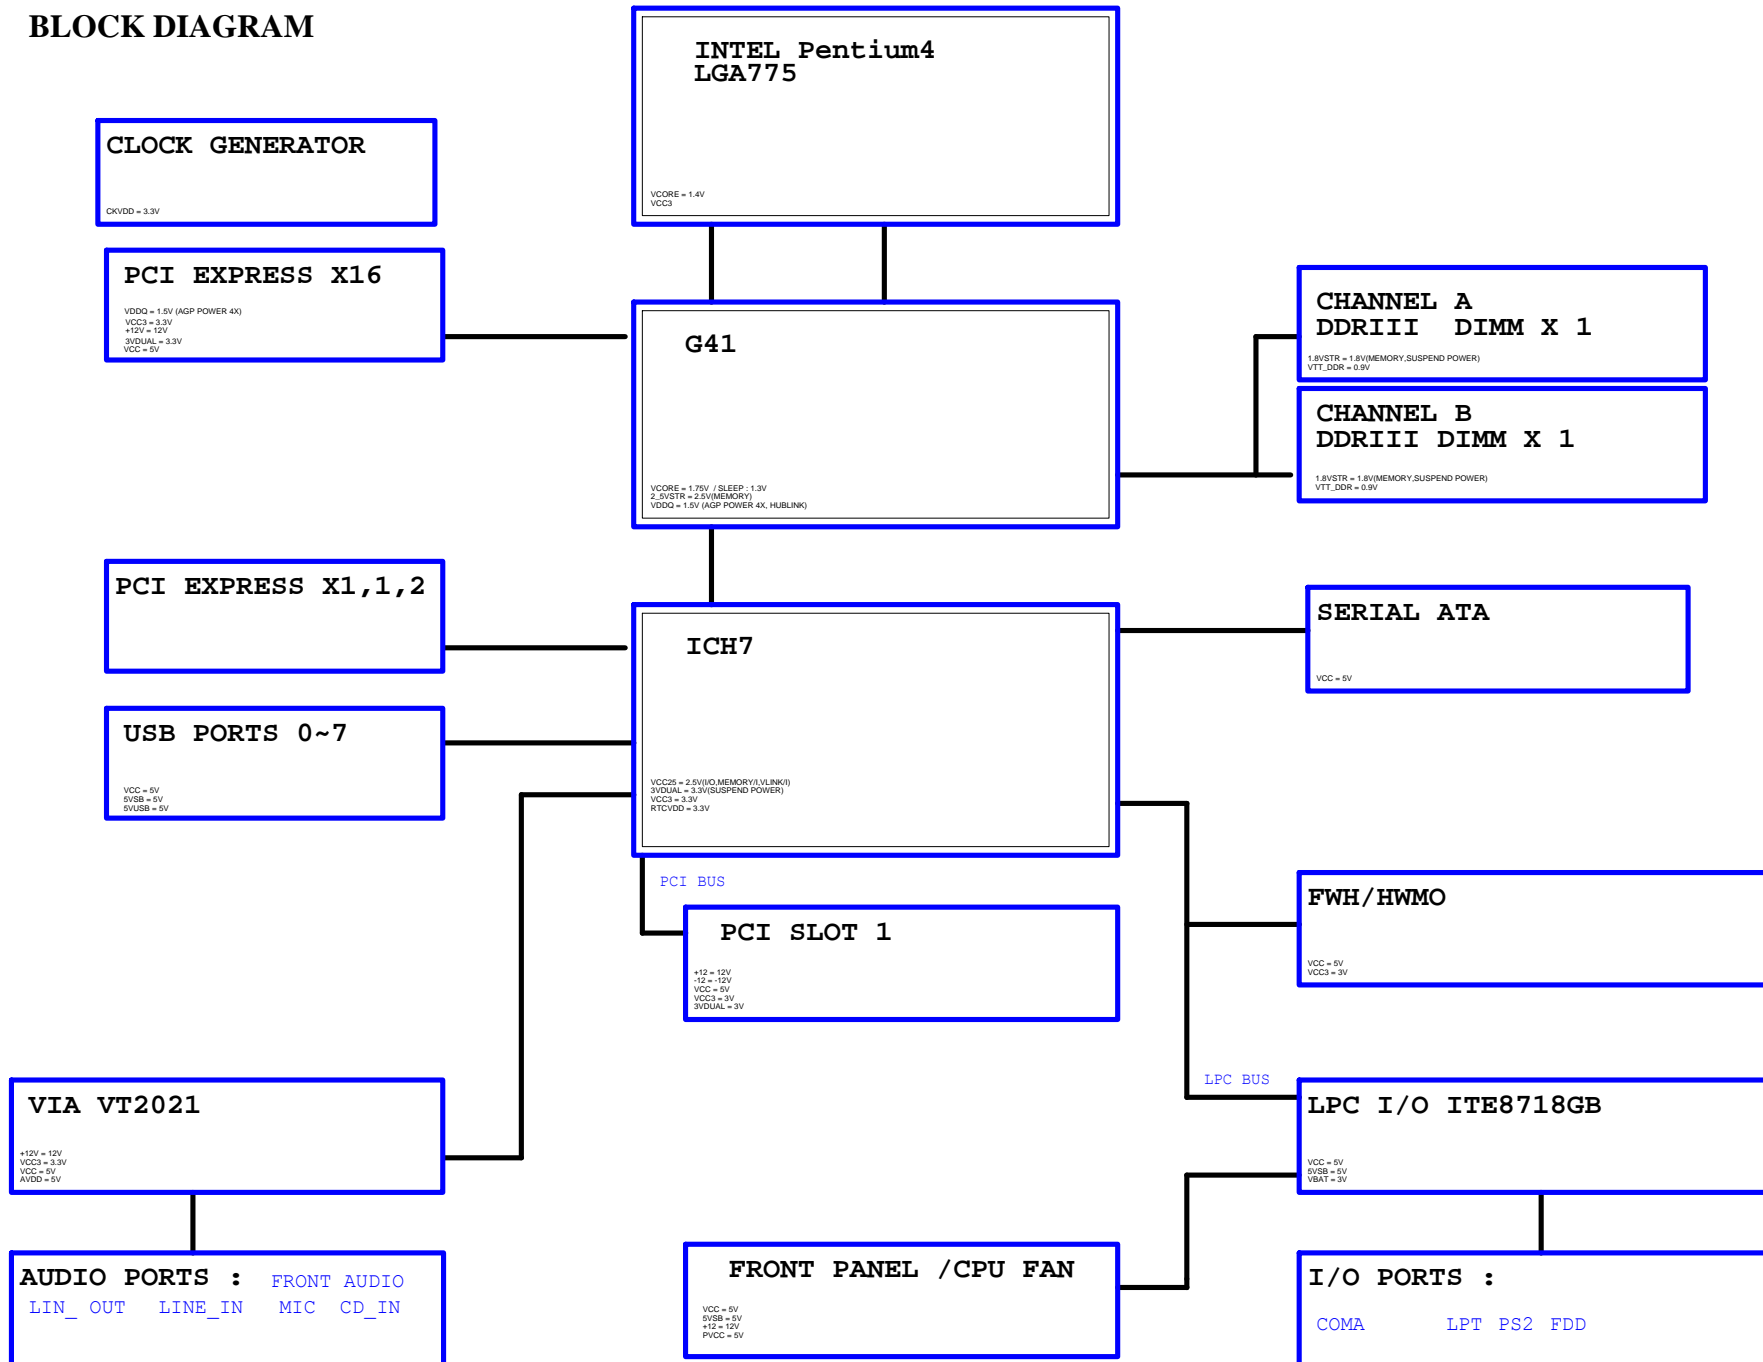 BLOCK DIAGRAM
INTEL Pentium4
LGA775
VCORE = 1.4V
VCC3
CLOCK GENERATOR
CKVDD = 3.3V
PCI EXPRESS X16
VDDQ = 1.5V (AGP POWER 4X)
VCC3 = 3.3V
+12V = 12V
3VDUAL = 3.3V
VCC = 5V
G41
VCORE = 1.75V / SLEEP : 1.3V
2_5VSTR = 2.5V(MEMORY)
VDDQ = 1.5V (AGP POWER 4X, HUBLINK)
CHANNEL A
DDRIII DIMM X 1
1.8VSTR = 1.8V(MEMORY,SUSPEND POWER)
VTT_DDR = 0.9V
CHANNEL B
DDRIII DIMM X 1
1.8VSTR = 1.8V(MEMORY,SUSPEND POWER)
VTT_DDR = 0.9V
PCI EXPRESS X1,1,2
ICH7
VCC25 = 2.5V(I/O,MEMORY/I,VLINK/I)
3VDUAL = 3.3V(SUSPEND POWER)
VCC3 = 3.3V
RTCVDD = 3.3V
SERIAL ATA
VCC = 5V
USB PORTS 0~7
VCC = 5V
5VSB = 5V
5VUSB = 5V
PCI BUS
PCI SLOT 1
+12 = 12V
-12 = -12V
VCC = 5V
VCC3 = 3V
3VDUAL = 3V
FWH/HWMO
VCC = 5V
VCC3 = 3V
VIA VT2021
+12V = 12V
VCC3 = 3.3V
VCC = 5V
AVDD = 5V
LPC BUS
LPC I/O ITE8718GB
VCC = 5V
5VSB = 5V
VBAT = 3V
AUDIO PORTS : FRONT AUDIO
LIN_ OUT LINE_IN MIC CD_IN
FRONT PANEL /CPU FAN
VCC = 5V
5VSB = 5V
+12 = 12V
PVCC = 5V
I/O PORTS :
COMA LPT PS2 FDD